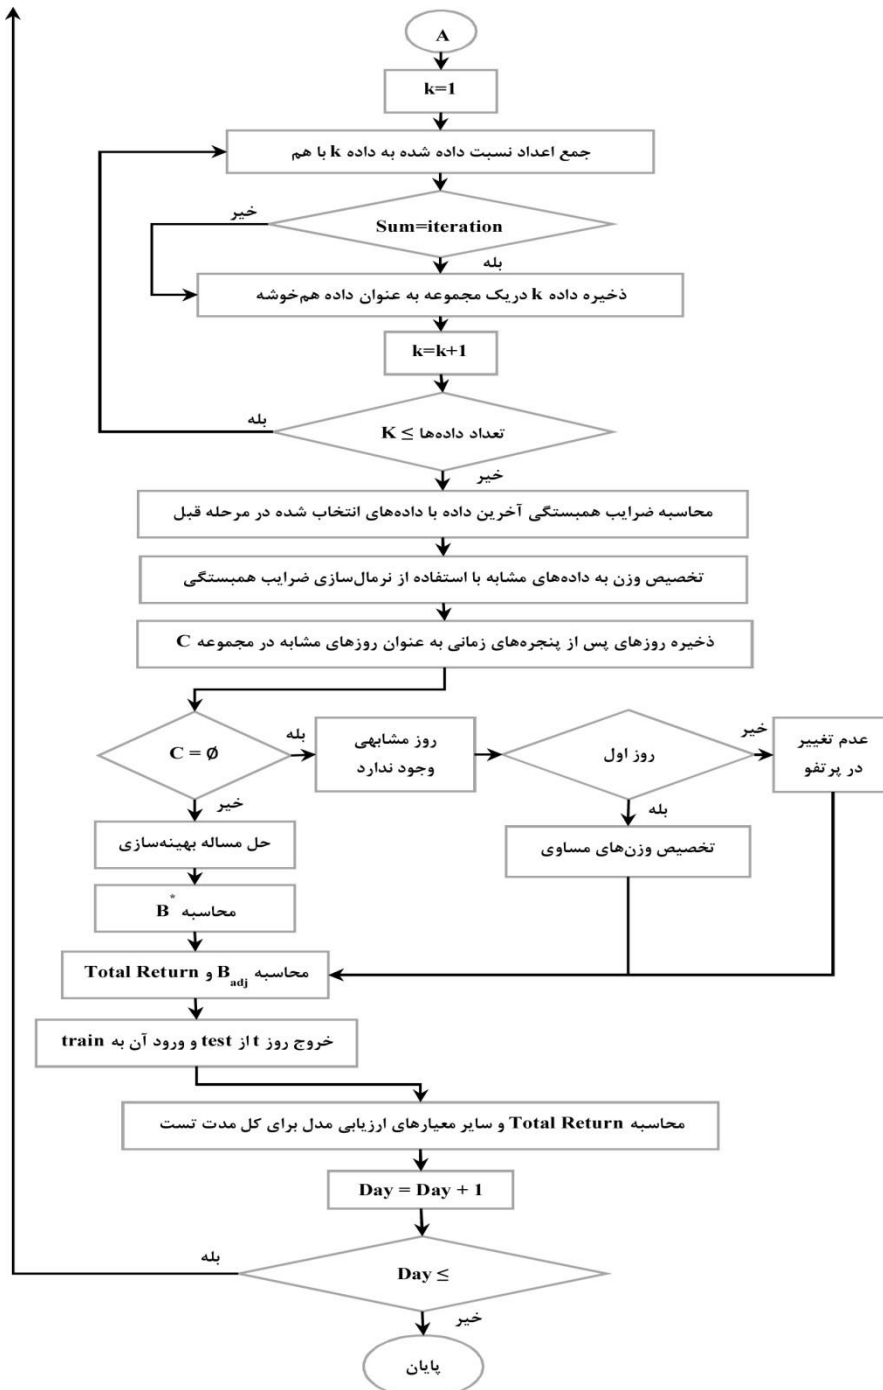 A
k=1
جمع اعداد نسبت داده شده به داده k با هم
خیر
Sum=iteration
بله
ذخیره داده k دریک مجموعه به عنوان داده هم‌خوشه
k=k+1
بله
K ≤ تعداد داده‌ها
خیر
محاسبه ضرایب همبستگی آخرین داده با داده‌های انتخاب شده در مرحله قبل
تخصیص وزن به داده‌های مشابه با استفاده از نرمال‌سازی ضرایب همبستگی
ذخیره روزهای پس از پنجره‌های زمانی به عنوان روزهای مشابه در مجموعه C
C = Ø
بله
روز مشابهی
وجود ندارد
روز اول
خیر
عدم تغییر
در پرتفو
خیر
بله
حل مساله بهینه‌سازی
تخصیص وزن‌های مساوی
محاسبه B*
محاسبه Badj و Total Return
خروج روز t از test و ورود آن به train
محاسبه Total Return و سایر معیارهای ارزیابی مدل برای کل مدت تست
Day = Day + 1
بله
Day ≤
خیر
پایان